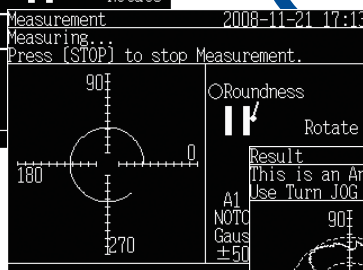 Rotate
Measurement 2008-11-21 17:13
Measuring...
Press [STOP] to stop Measurement.
90
180
0
270
○Roundness
Rotate
A1
NOTC
Gaus
±50
Result
This is an An
Use Turn JOG
90